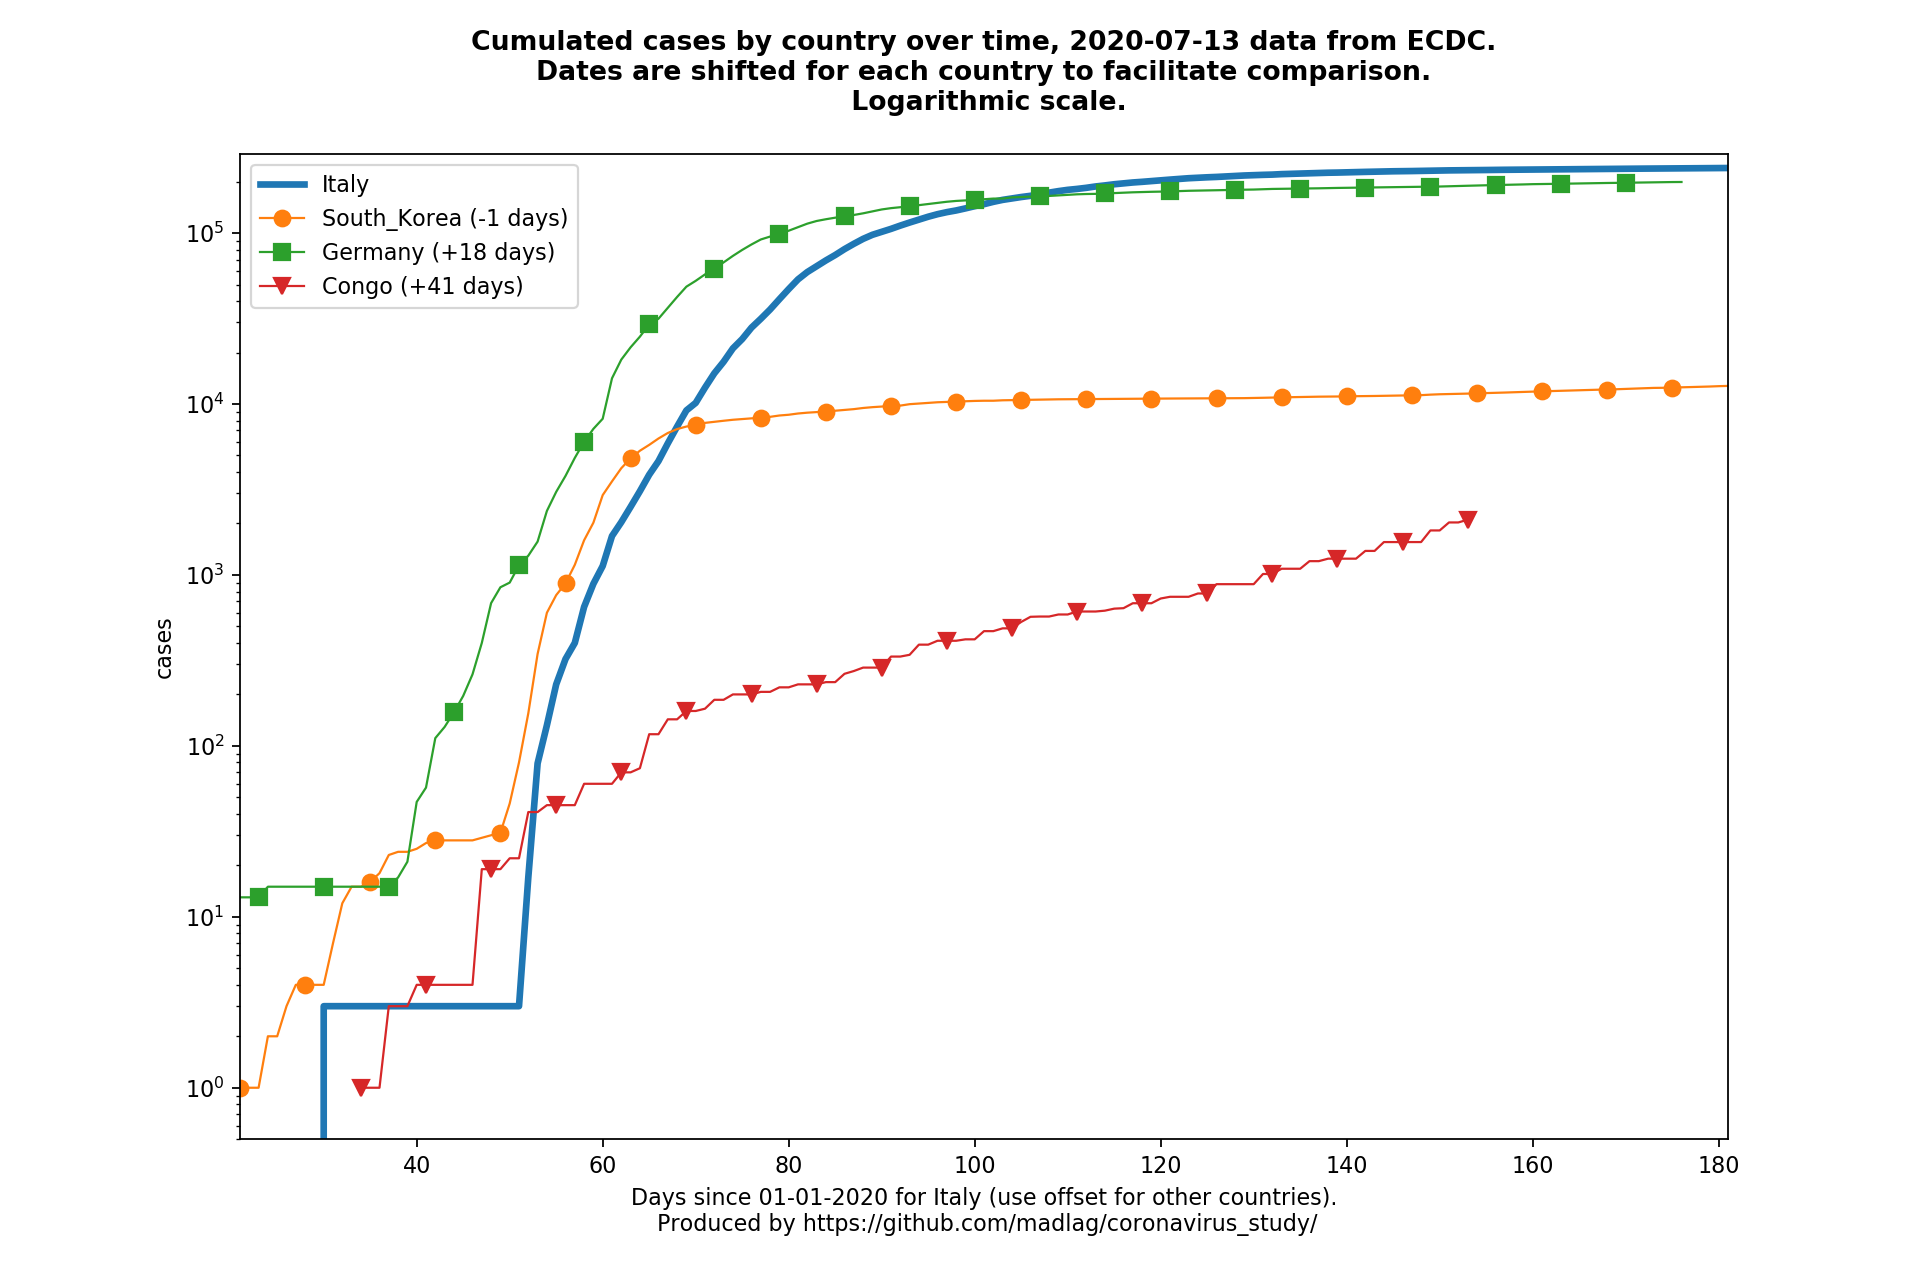 Cumulated cases by country over time, 2020-07-13 data from ECDC.
Dates are shifted for each country to facilitate comparison.
Logarithmic scale.
Italy
South_Korea (-1 days)
Germany (+18 days)
Congo (+41 days)
10^5
10^4
10^3
10^2
10^1
10^0
cases
40 60 80 100 120 140 160 180
Days since 01-01-2020 for Italy (use offset for other countries).
Produced by https://github.com/madlag/coronavirus_study/